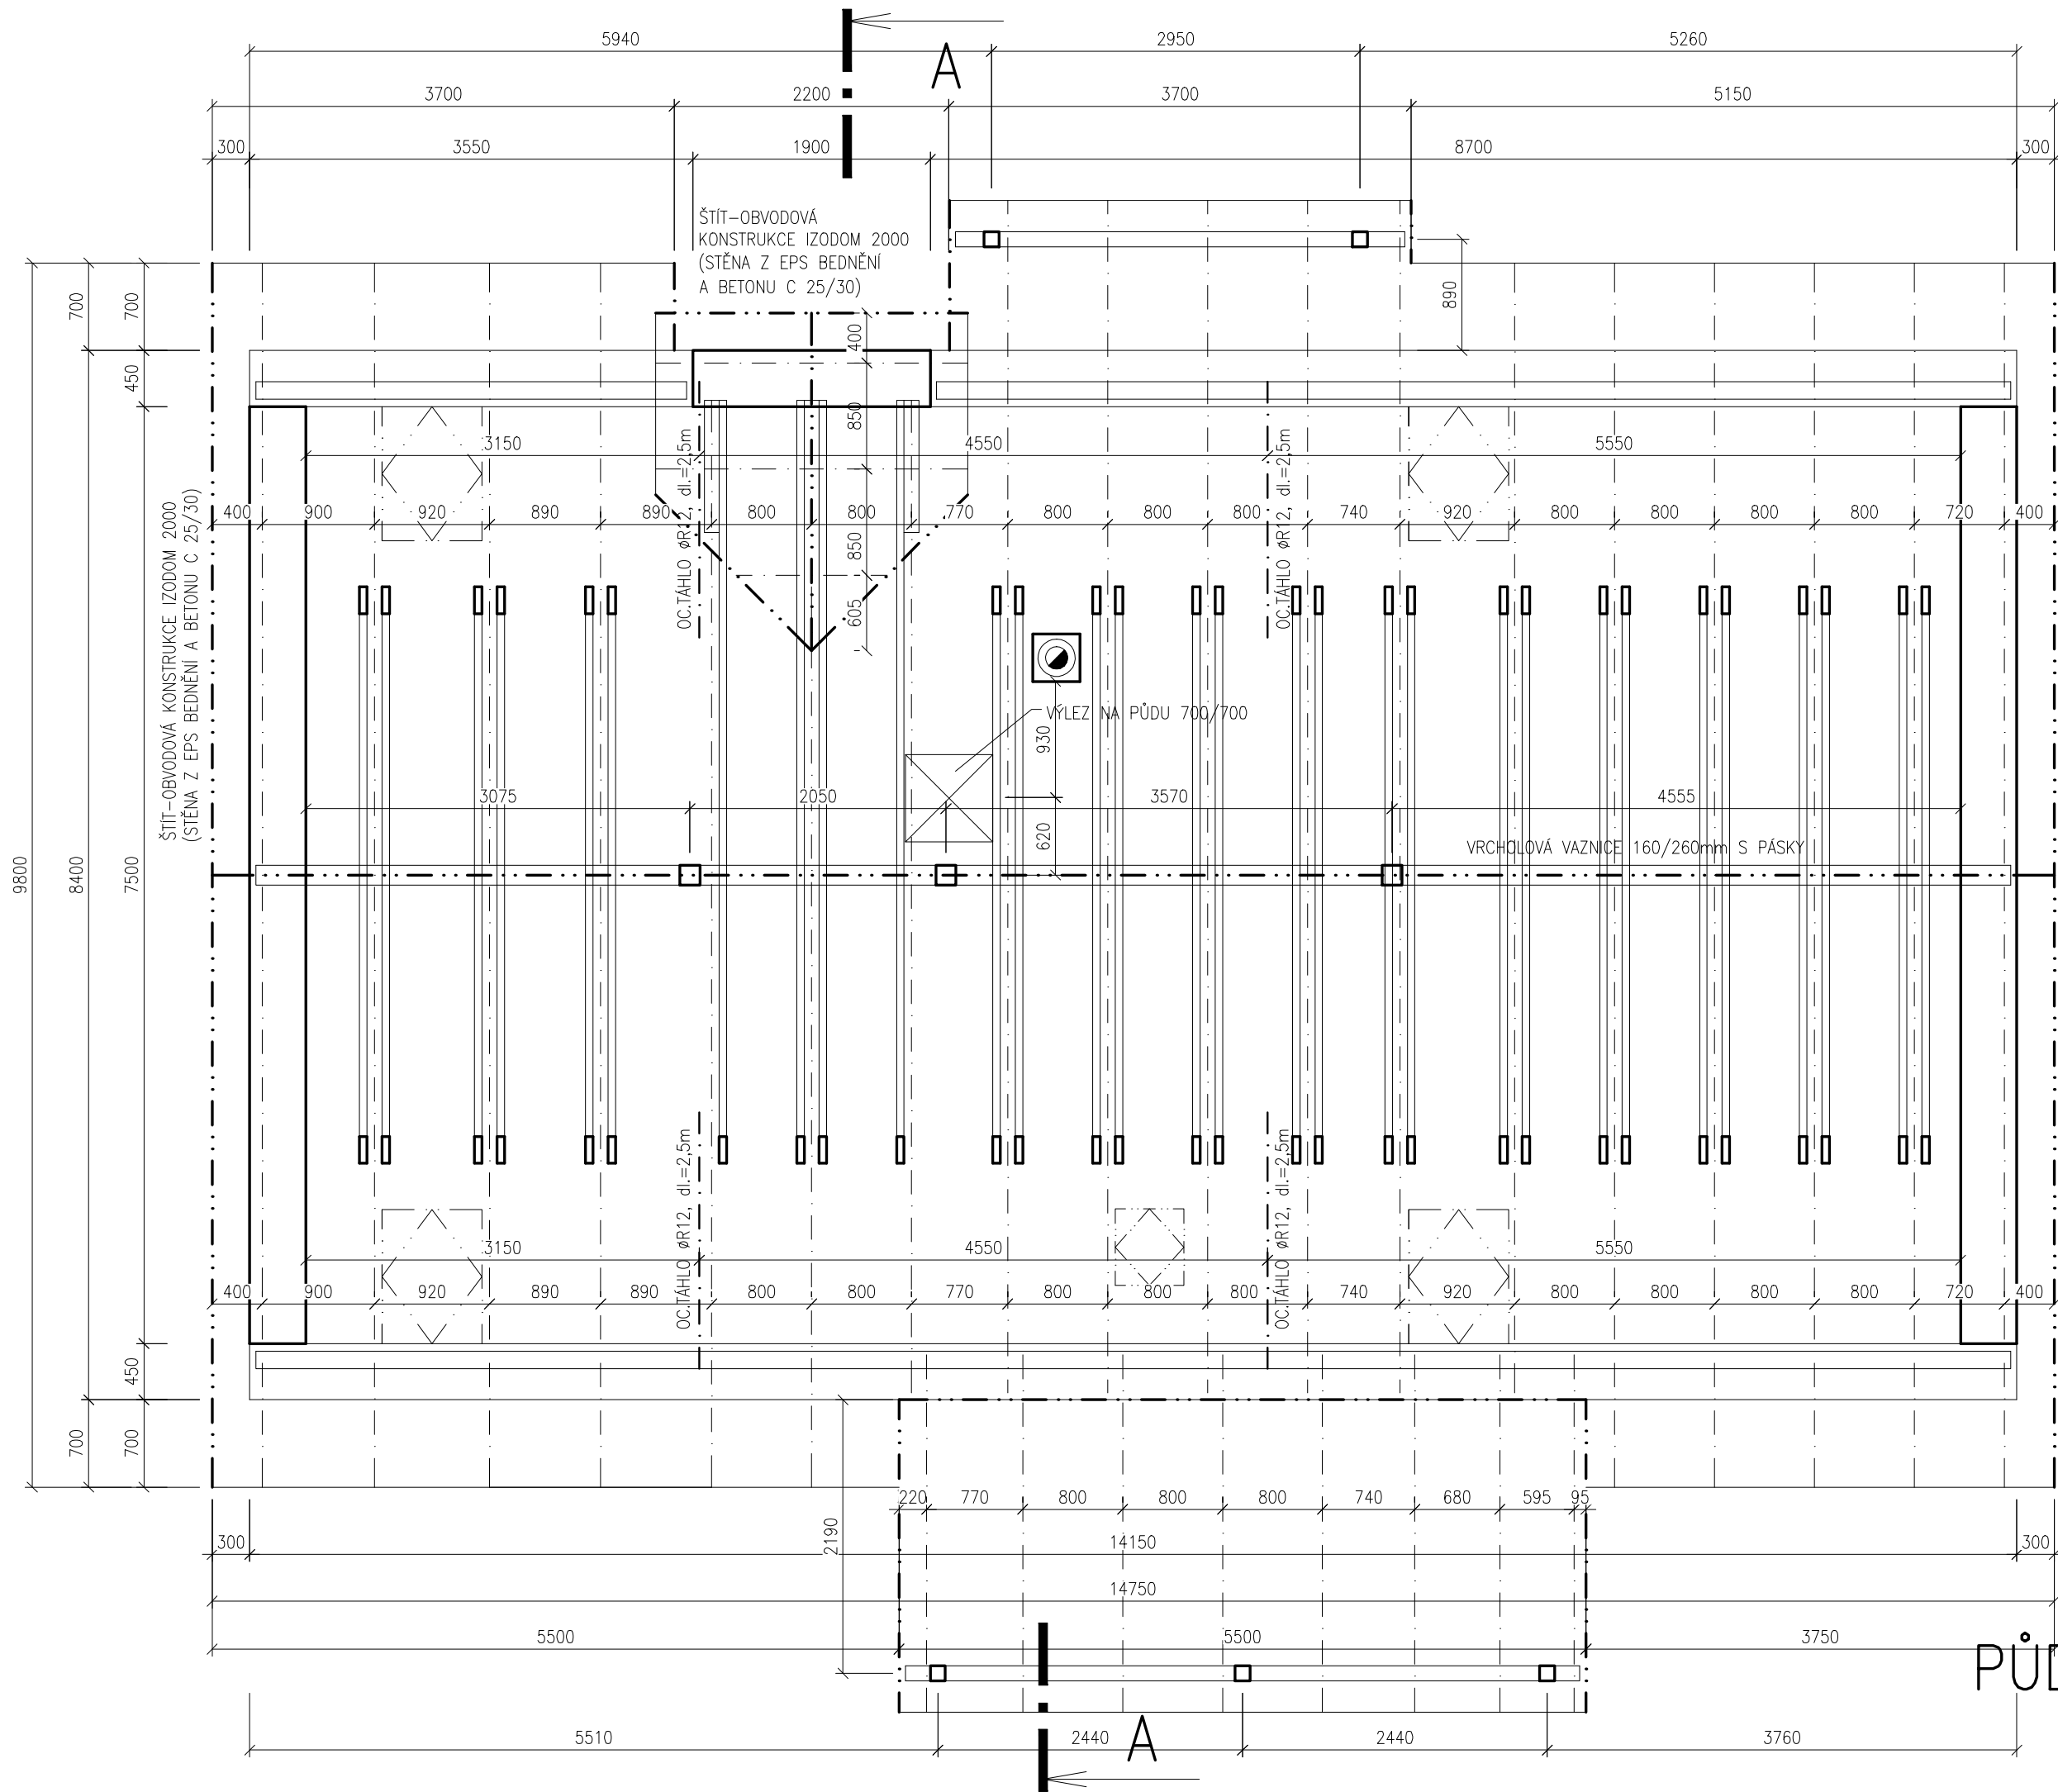 5940 2950 5260
A
3700 2200 3700 5150
300 3550 1900 8700 300
ŠTÍT-OBVODOVÁ
KONSTRUKCE IZODOM 2000
(STĚNA Z EPS BEDNĚNÍ
A BETONU C 25/30)
700 700 890
400
450
850
3150 4550 5550
OC.TÁHLO øR12, dl.=2,5m
OC.TÁHLO øR12, dl.=2,5m
400 900 920 890 890 800 800 770 800 800 800 740 920 800 800 800 800 720 400
850
605
ŠTÍT-OBVODOVÁ KONSTRUKCE IZODOM 2000
(STĚNA Z EPS BEDNĚNÍ A BETONU C 25/30)
VÝLEZ NA PŮDU 700/700
930
3075 2050 3570 4555
620
VRCHOLOVÁ VAZNICE 160/260mm S PÁSKY
9800 8400 7500
OC.TÁHLO øR12, dl.=2,5m
OC.TÁHLO øR12, dl.=2,5m
3150 4550 5550
400 900 920 890 890 800 800 770 800 800 800 740 920 800 800 800 800 720 400
450
700 700
220 770 800 800 800 740 680 595 95
2190
300 14150 300
14750
5500 5500 3750
PŮD
5510 2440 2440 3760
A